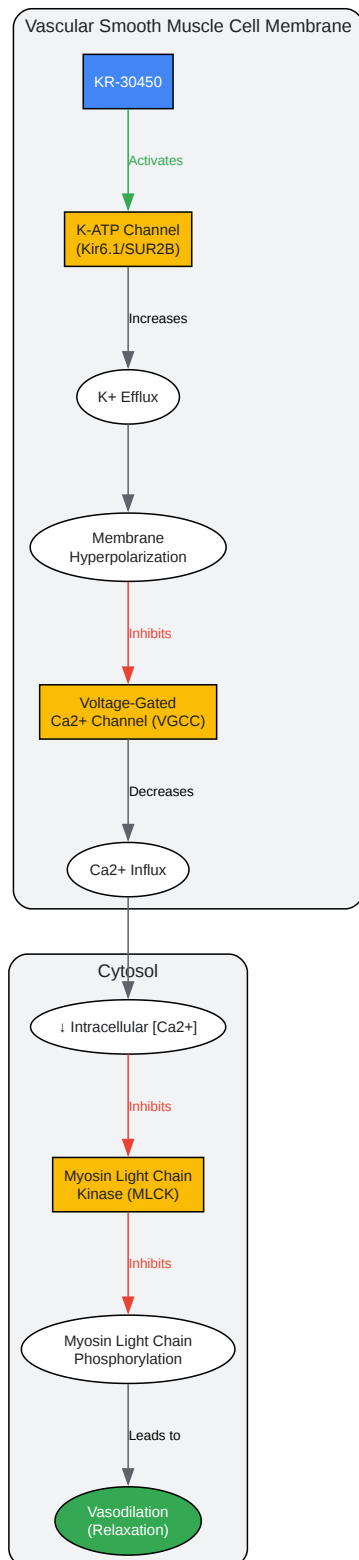 Vascular Smooth Muscle Cell Membrane
KR-30450
Activates
K-ATP Channel
(Kir6.1/SUR2B)
Increases
K+ Efflux
Membrane
Hyperpolarization
Inhibits
Voltage-Gated
Ca2+ Channel (VGCC)
Decreases
Ca2+ Influx
Cytosol
↓ Intracellular [Ca2+]
Inhibits
Myosin Light Chain
Kinase (MLCK)
Inhibits
Myosin Light Chain
Phosphorylation
Leads to
Vasodilation
(Relaxation)